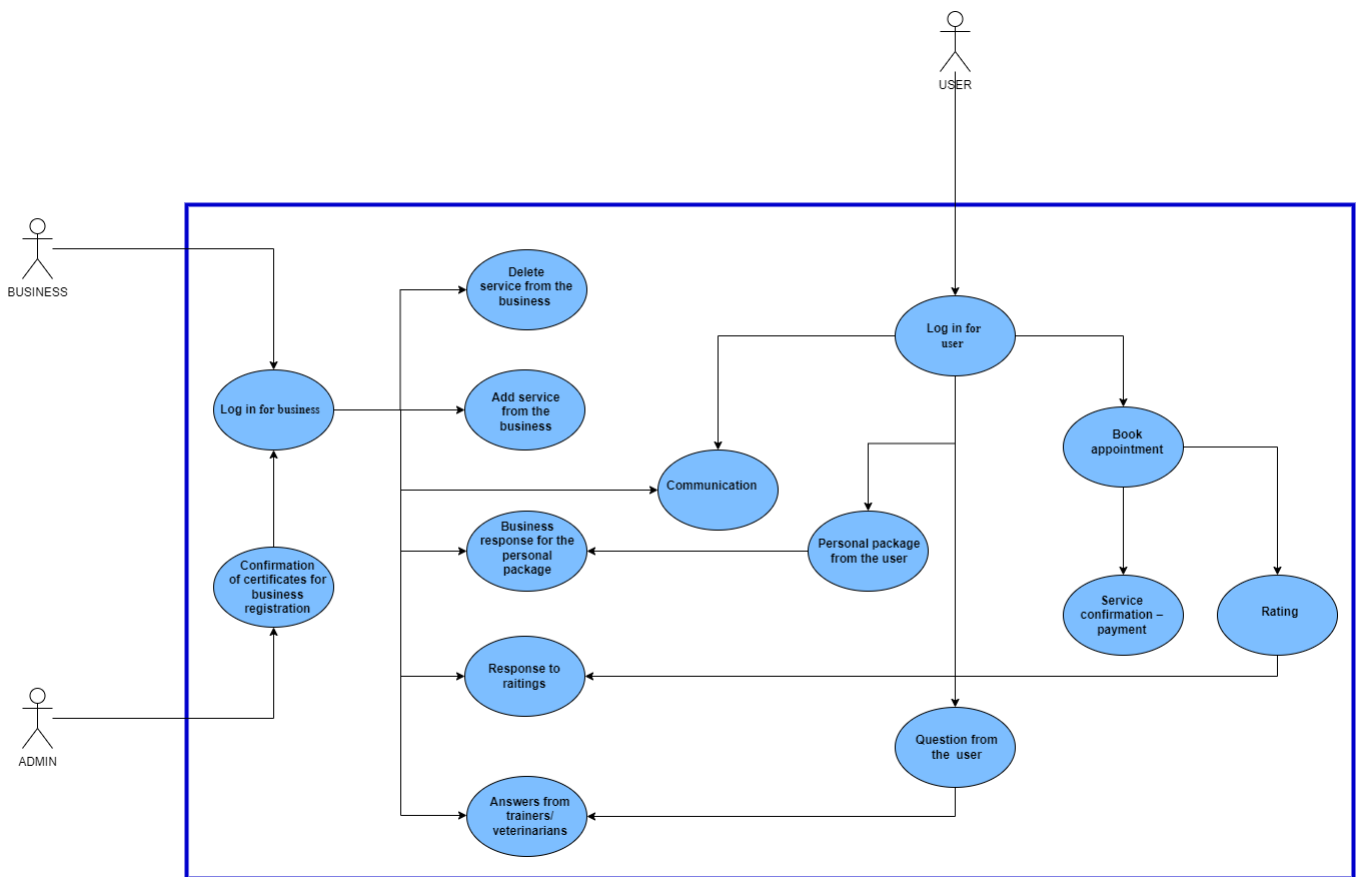 USER
BUSINESS
Delete
service from the
business
Log in for
user
Log in for business
Add service
from the
business
Book
appointment
Communication
Business
response for the
personal
package
Personal package
from the user
Confirmation
of certificates for
business
registration
Service
confirmation –
payment
Rating
Response to
raitings
ADMIN
Question from
the user
Answers from
trainers/
veterinarians